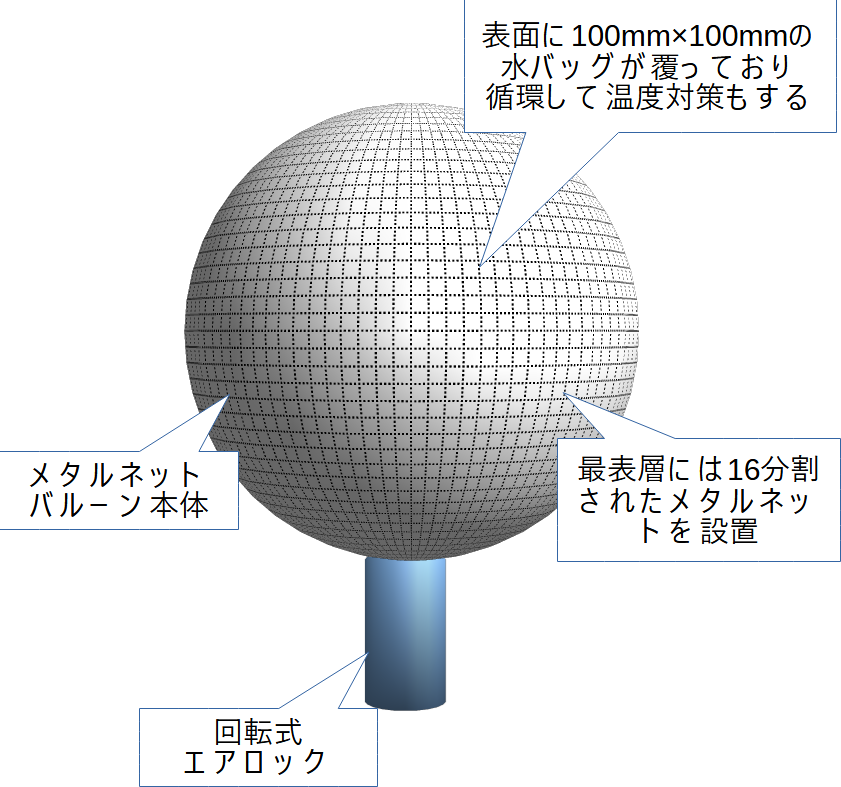 表面に100mm×100mmの
水バッグが覆っており
循環して温度対策もする
メタルネット
バルーン本体
最表層には16分割
されたメタルネッ
トを設置
回転式
エアロック